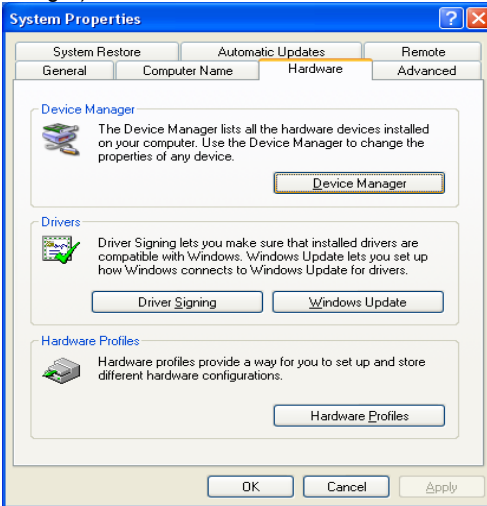 System Properties
System Restore Automatic Updates Remote
General Computer Name Hardware Advanced
Device Manager
The Device Manager lists all the hardware devices installed
on your computer. Use the Device Manager to change the
properties of any device.
Device Manager
Drivers
Driver Signing lets you make sure that installed drivers are
compatible with Windows. Windows Update lets you set up
how Windows connects to Windows Update for drivers.
Driver Signing Windows Update
Hardware Profiles
Hardware profiles provide a way for you to set up and store
different hardware configurations.
Hardware Profiles
OK Cancel Apply